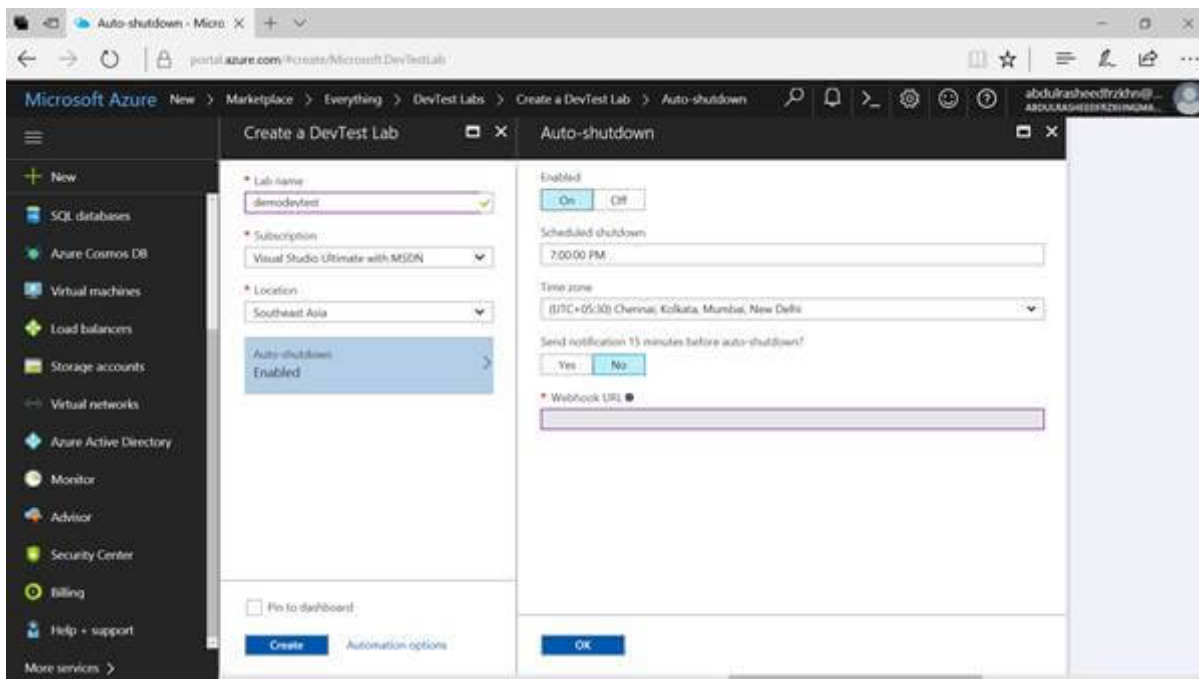 Auto-shutdown - Micro
portal.azure.com/#create/Microsoft.DevTestLab
Microsoft Azure New > Marketplace > Everything > DevTest Labs > Create a DevTest Lab > Auto-shutdown
New
SQL databases
Azure Cosmos DB
Virtual machines
Load balancers
Storage accounts
Virtual networks
Azure Active Directory
Monitor
Advisor
Security Center
Billing
Help + support
More services >
Create a DevTest Lab
* Lab name
demodevtest
* Subscription
Visual Studio Ultimate with MSDN
* Location
Southeast Asia
Auto-shutdown
Enabled
Pin to dashboard
Create Automation options
Auto-shutdown
Enabled
On Off
Scheduled shutdown
7:00:00 PM
Time zone
(UTC+05:30) Chennai, Kolkata, Mumbai, New Delhi
Send notification 15 minutes before auto-shutdown?
Yes No
* Webhook URL
OK